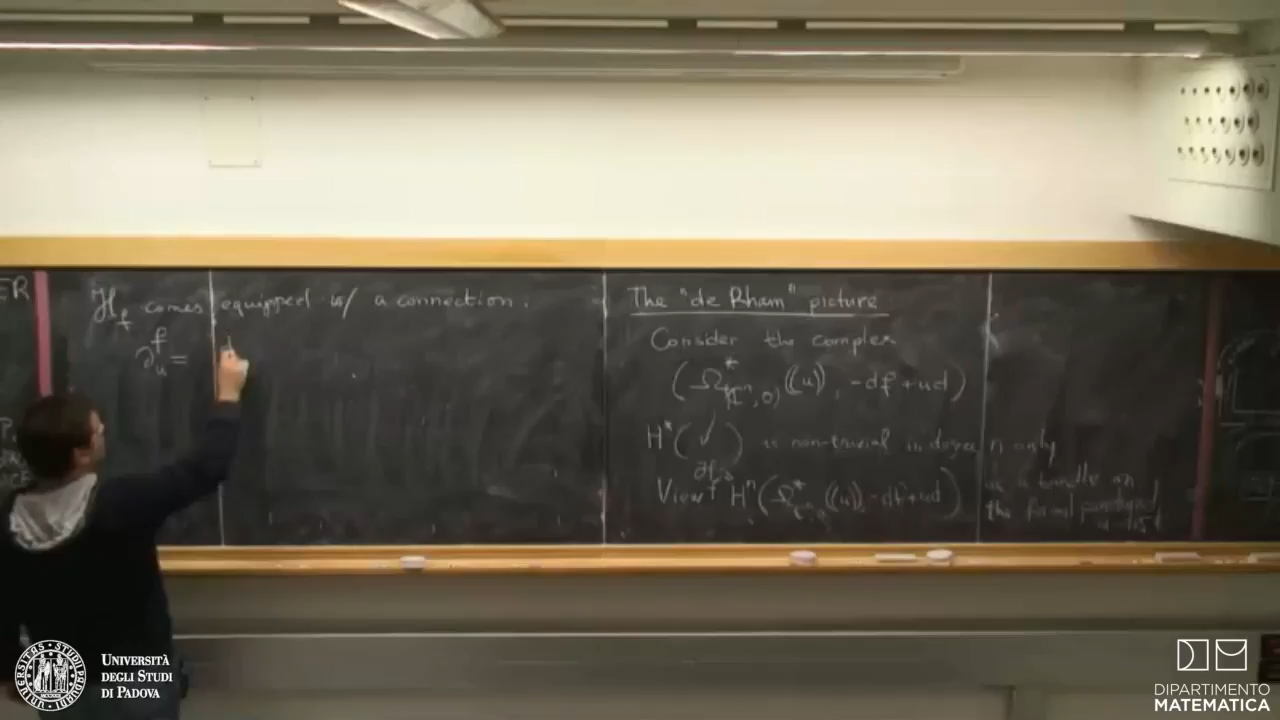 ER
ℋ_f comes equipped w/ a connection.
∂_u^f =
The "de Rham" picture
Consider the complex
(Ω^*_{(ℂ^n, 0)}((u)), -df + ud)
H^*( ✓ ) is non-trivial in degree n only
View H^n(Ω^*_{ℂ^n,0}((u)), -df + ud) as a bundle on
the formal punctured
UNIVERSITÀ
DEGLI STUDI
DI PADOVA
DIPARTIMENTO
MATEMATICA